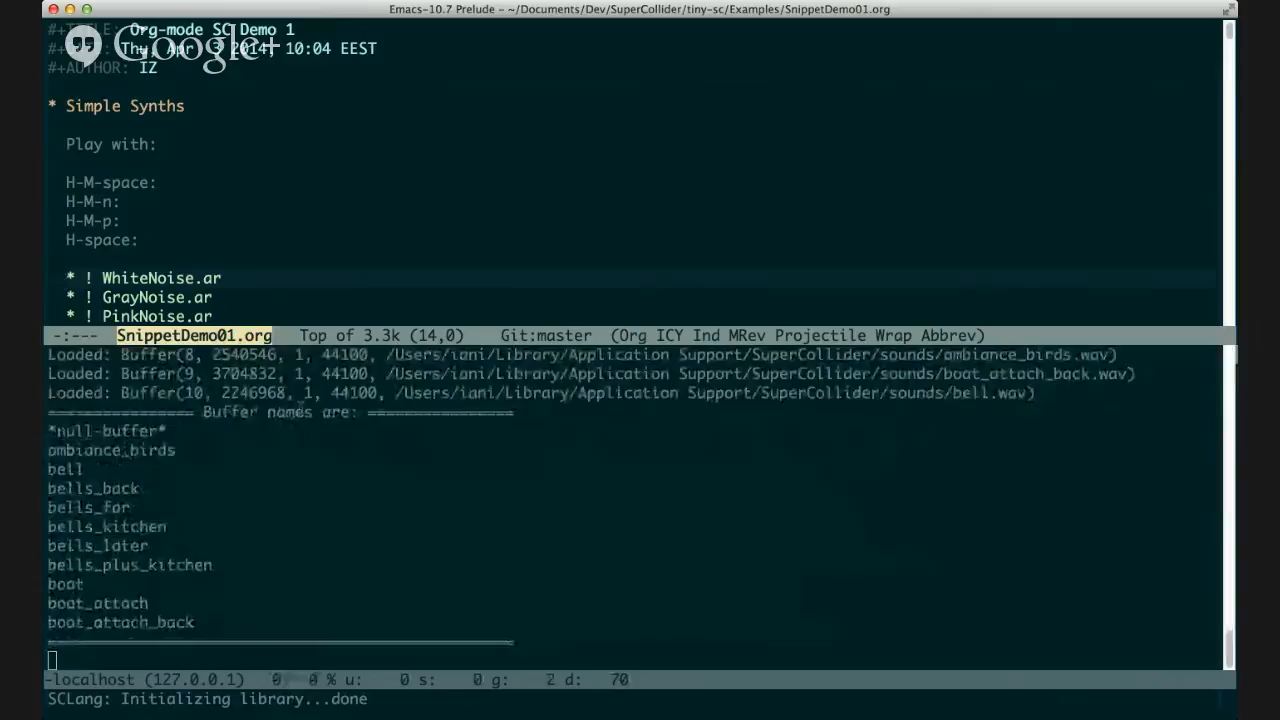 Emacs-10.7 Prelude – ~/Documents/Dev/SuperCollider/tiny-sc/Examples/SnippetDemo01.org
#+TITLE: Org-mode SC Demo 1
Thu, Apr 3 2014, 10:04 EEST
Google+
#+AUTHOR: IZ
* Simple Synths
Play with:
H-M-space:
H-M-n:
H-M-p:
H-space:
* ! WhiteNoise.ar
* ! GrayNoise.ar
* ! PinkNoise.ar
-:--- SnippetDemo01.org Top of 3.3k (14,0) Git:master (Org ICY Ind MRev Projectile Wrap Abbrev)
Loaded: Buffer(8, 2540546, 1, 44100, /Users/iani/Library/Application Support/SuperCollider/sounds/ambiance_birds.wav)
Loaded: Buffer(9, 3704832, 1, 44100, /Users/iani/Library/Application Support/SuperCollider/sounds/boat_attach_back.wav)
Loaded: Buffer(10, 2246968, 1, 44100, /Users/iani/Library/Application Support/SuperCollider/sounds/bell.wav)
================ Buffer names are: ================
*null-buffer*
ambiance_birds
bell
bells_back
bells_far
bells_kitchen
bells_later
bells_plus_kitchen
boat
boat_attach
boat_attach_back
===================================================
-localhost (127.0.0.1) 0 0 % u: 0 s: 0 g: 2 d: 70
SCLang: Initializing library...done